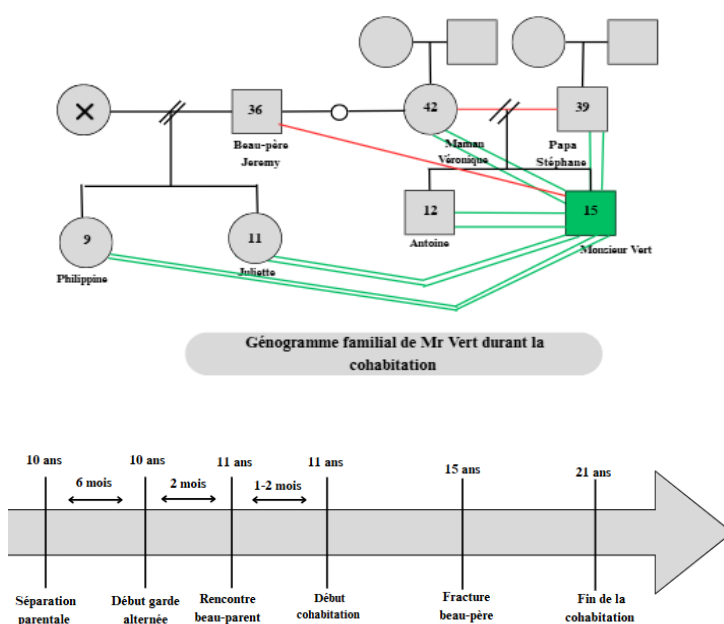 36
42
39
Beau-père
Jeremy
Maman
Véronique
Papa
Stéphane
9
11
12
15
Philippine
Juliette
Antoine
Monsieur Vert
Génogramme familial de Mr Vert durant la
cohabitation
10 ans
10 ans
11 ans
11 ans
15 ans
21 ans
6 mois
2 mois
1-2 mois
Séparation
parentale
Début garde
alternée
Rencontre
beau-parent
Début
cohabitation
Fracture
beau-père
Fin de la
cohabitation